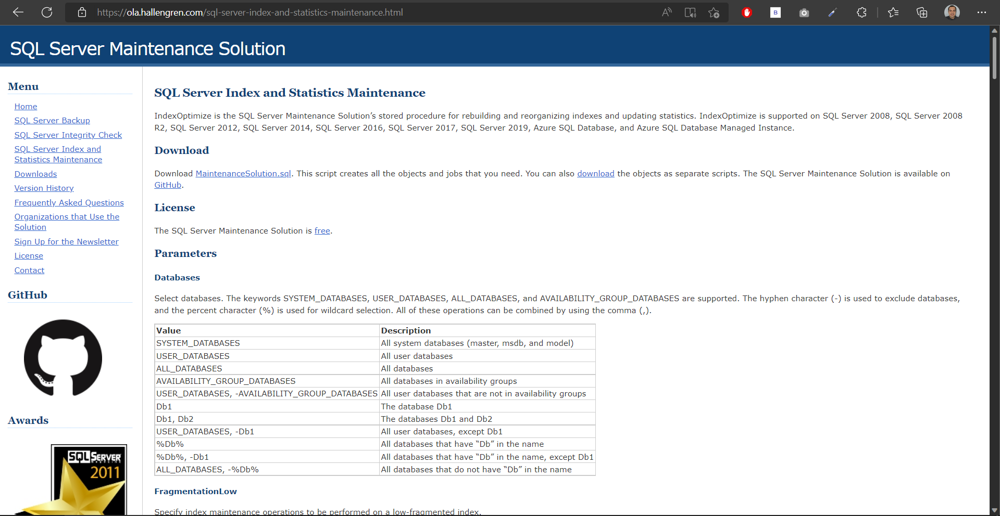 https://ola.hallengren.com/sql-server-index-and-statistics-maintenance.html
B
SQL Server Maintenance Solution
Menu
Home
SQL Server Backup
SQL Server Integrity Check
SQL Server Index and
Statistics Maintenance
Downloads
Version History
Frequently Asked Questions
Organizations that Use the
Solution
Sign Up for the Newsletter
License
Contact
GitHub
Awards
SQL SERVER
2011
SQL Server Index and Statistics Maintenance
IndexOptimize is the SQL Server Maintenance Solution’s stored procedure for rebuilding and reorganizing indexes and updating statistics. IndexOptimize is supported on SQL Server 2008, SQL Server 2008
R2, SQL Server 2012, SQL Server 2014, SQL Server 2016, SQL Server 2017, SQL Server 2019, Azure SQL Database, and Azure SQL Database Managed Instance.
Download
Download MaintenanceSolution.sql. This script creates all the objects and jobs that you need. You can also download the objects as separate scripts. The SQL Server Maintenance Solution is available on
GitHub.
License
The SQL Server Maintenance Solution is free.
Parameters
Databases
Select databases. The keywords SYSTEM_DATABASES, USER_DATABASES, ALL_DATABASES, and AVAILABILITY_GROUP_DATABASES are supported. The hyphen character (-) is used to exclude databases,
and the percent character (%) is used for wildcard selection. All of these operations can be combined by using the comma (,).
Value Description
SYSTEM_DATABASES All system databases (master, msdb, and model)
USER_DATABASES All user databases
ALL_DATABASES All databases
AVAILABILITY_GROUP_DATABASES All databases in availability groups
USER_DATABASES, -AVAILABILITY_GROUP_DATABASES All user databases that are not in availability groups
Db1 The database Db1
Db1, Db2 The databases Db1 and Db2
USER_DATABASES, -Db1 All user databases, except Db1
%Db% All databases that have “Db” in the name
%Db%, -Db1 All databases that have “Db” in the name, except Db1
ALL_DATABASES, -%Db% All databases that do not have “Db” in the name
FragmentationLow
Specify index maintenance operations to be performed on a low-fragmented index.